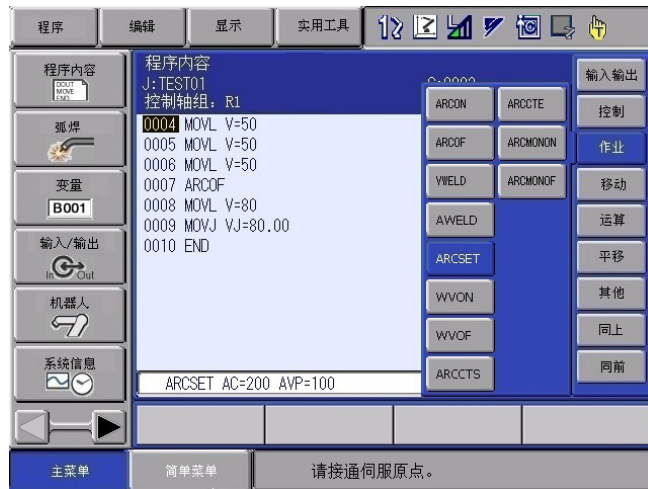 程序 编辑 显示 实用工具
程序内容
弧焊
变量
B001
输入/输出
In Out
机器人
系统信息
程序内容
J:TEST01
控制轴组: R1
0004 MOVL V=50
0005 MOVL V=50
0006 MOVL V=50
0007 ARCOF
0008 MOVL V=80
0009 MOVJ VJ=80.00
0010 END
ARCSET AC=200 AVP=100
ARCON ARCCTE
ARCOF ARCMONON
VWELD ARCMONOF
AWELD
ARCSET
WVON
WVOF
ARCCTS
输入输出
控制
作业
移动
运算
平移
其他
同上
同前
主菜单 简单菜单 请接通伺服原点。